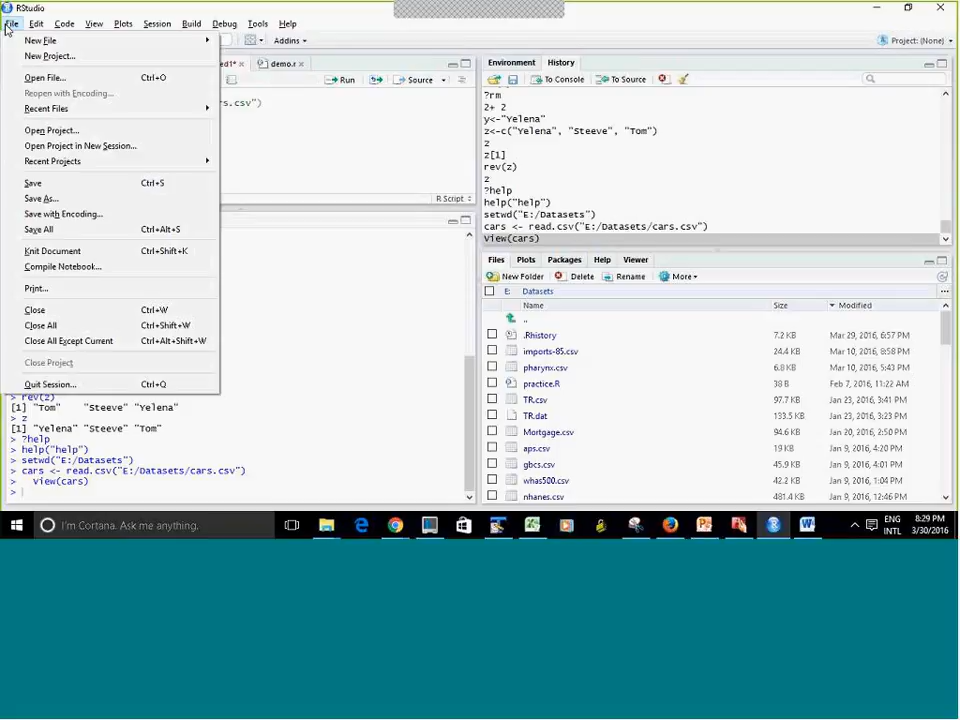 RStudio
File Edit Code View Plots Session Build Debug Tools Help
Addins
Project: (None)
New File
New Project...
Open File... Ctrl+O
Reopen with Encoding...
Recent Files
Open Project...
Open Project in New Session...
Recent Projects
Save Ctrl+S
Save As...
Save with Encoding...
Save All Ctrl+Alt+S
Knit Document Ctrl+Shift+K
Compile Notebook...
Print...
Close Ctrl+W
Close All Ctrl+Shift+W
Close All Except Current Ctrl+Alt+Shift+W
Close Project
Quit Session... Ctrl+Q
ed1* × demo.r ×
Run Source
rs.csv")
R Script
> rev(z)
[1] "Tom" "Steeve" "Yelena"
> z
[1] "Yelena" "Steeve" "Tom"
> ?help
> help("help")
> setwd("E:/Datasets")
> cars <- read.csv("E:/Datasets/cars.csv")
> View(cars)
>
Environment History
To Console To Source
?rm
2+ 2
y<-"Yelena"
z<-c("Yelena", "Steeve", "Tom")
z
z[1]
rev(z)
z
?help
help("help")
setwd("E:/Datasets")
cars <- read.csv("E:/Datasets/cars.csv")
View(cars)
Files Plots Packages Help Viewer
New Folder Delete Rename More
E: Datasets
Name Size Modified
..
.Rhistory 7.2 KB Mar 29, 2016, 6:57 PM
imports-85.csv 24.4 KB Mar 10, 2016, 8:58 PM
pharynx.csv 6.8 KB Mar 10, 2016, 5:43 PM
practice.R 38 B Feb 7, 2016, 11:22 AM
TR.csv 97.7 KB Jan 23, 2016, 3:41 PM
TR.dat 133.5 KB Jan 23, 2016, 3:23 PM
Mortgage.csv 94.6 KB Jan 20, 2016, 2:50 PM
aps.csv 19 KB Jan 9, 2016, 4:21 PM
gbcs.csv 45.9 KB Jan 9, 2016, 4:01 PM
whas500.csv 42.2 KB Jan 9, 2016, 1:04 PM
nhanes.csv 481.4 KB Jan 9, 2016, 12:46 PM
I'm Cortana. Ask me anything.
ENG
INTL
8:29 PM
3/30/2016